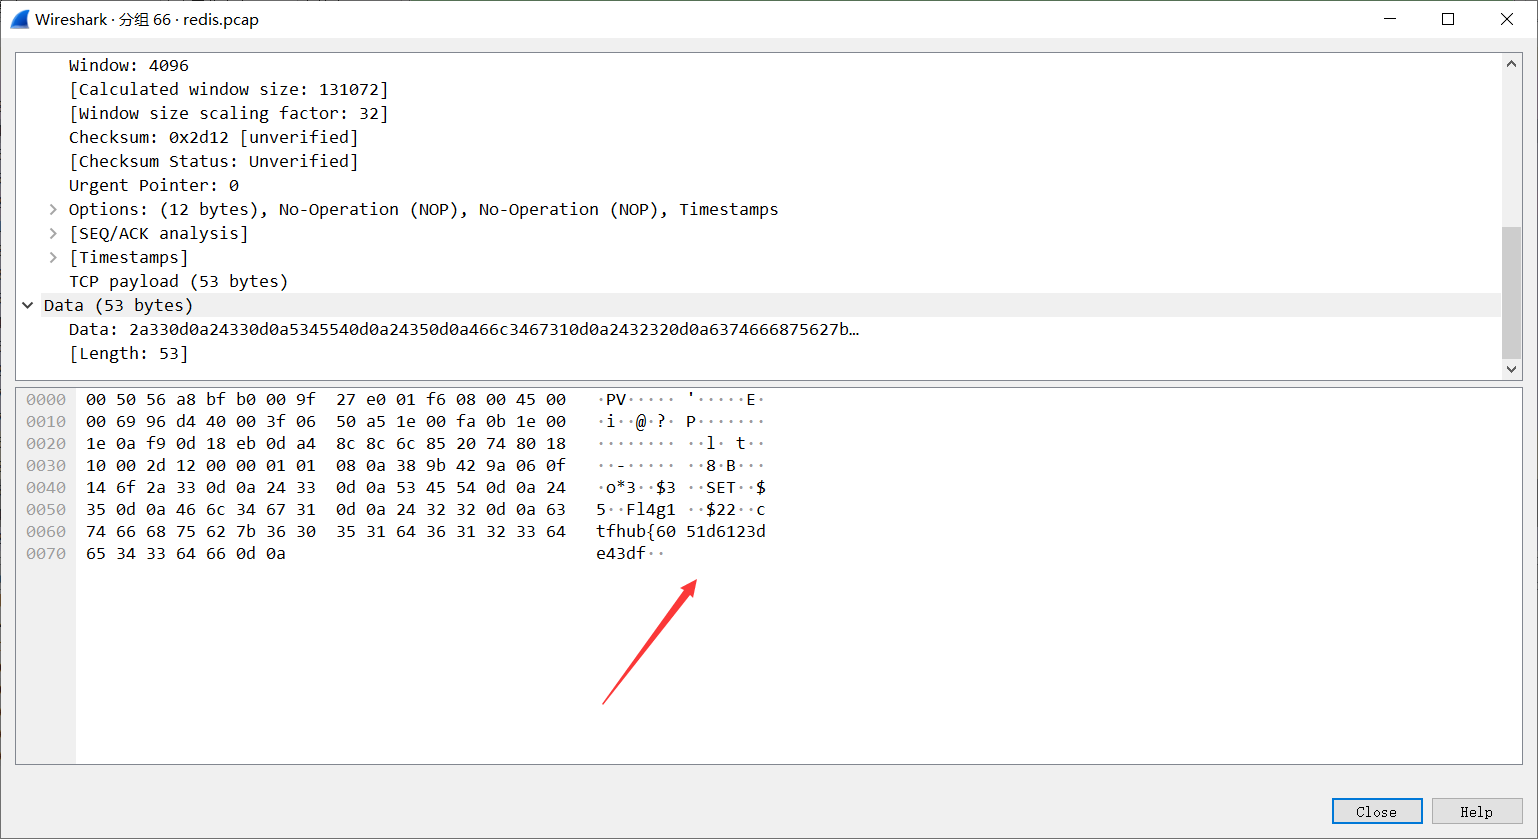 Wireshark · 分组 66 · redis.pcap
Window: 4096
[Calculated window size: 131072]
[Window size scaling factor: 32]
Checksum: 0x2d12 [unverified]
[Checksum Status: Unverified]
Urgent Pointer: 0
Options: (12 bytes), No-Operation (NOP), No-Operation (NOP), Timestamps
[SEQ/ACK analysis]
[Timestamps]
TCP payload (53 bytes)
Data (53 bytes)
Data: 2a330d0a24330d0a5345540d0a24350d0a466c3467310d0a2432320d0a6374666875627b…
[Length: 53]
0000 00 50 56 a8 bf b0 00 9f 27 e0 01 f6 08 00 45 00 ·PV····· '·····E·
0010 00 69 96 d4 40 00 3f 06 50 a5 1e 00 fa 0b 1e 00 ·i··@·?· P·······
0020 1e 0a f9 0d 18 eb 0d a4 8c 8c 6c 85 20 74 80 18 ········ ··l· t··
0030 10 00 2d 12 00 00 01 01 08 0a 38 9b 42 9a 06 0f ··-····· ··8·B···
0040 14 6f 2a 33 0d 0a 24 33 0d 0a 53 45 54 0d 0a 24 ·o*3··$3 ··SET··$
0050 35 0d 0a 46 6c 34 67 31 0d 0a 24 32 32 0d 0a 63 5··Fl4g1 ··$22··c
0060 74 66 68 75 62 7b 36 30 35 31 64 36 31 32 33 64 tfhub{60 51d6123d
0070 65 34 33 64 66 0d 0a e43df··
Close
Help